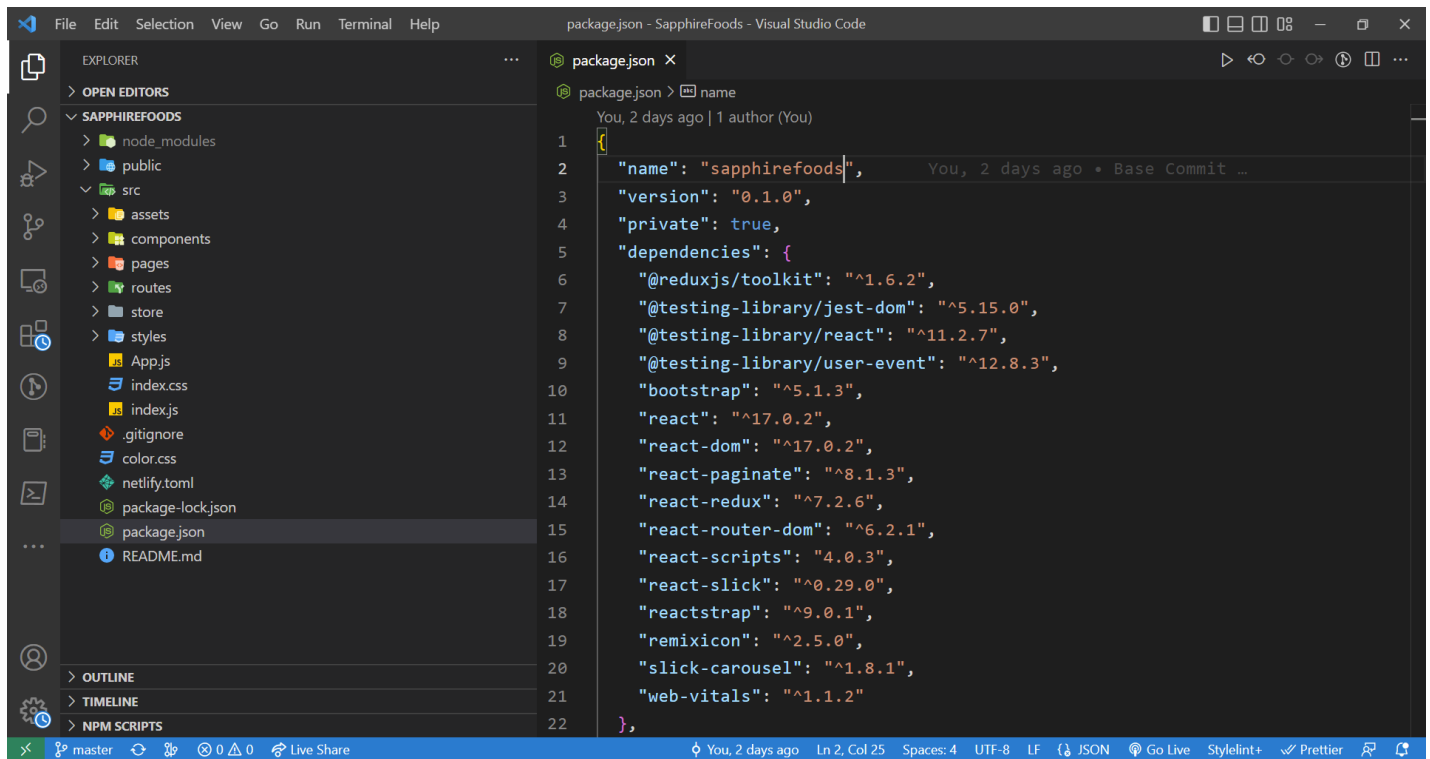 File Edit Selection View Go Run Terminal Help package.json - SapphireFoods - Visual Studio Code
EXPLORER
OPEN EDITORS
SAPPHIREFOODS
node_modules
public
src
assets
components
pages
routes
store
styles
App.js
index.css
index.js
.gitignore
color.css
netlify.toml
package-lock.json
package.json
README.md
OUTLINE
TIMELINE
NPM SCRIPTS
package.json
package.json > name
You, 2 days ago | 1 author (You)
1 {
2 "name": "sapphirefoods", You, 2 days ago • Base Commit …
3 "version": "0.1.0",
4 "private": true,
5 "dependencies": {
6 "@reduxjs/toolkit": "^1.6.2",
7 "@testing-library/jest-dom": "^5.15.0",
8 "@testing-library/react": "^11.2.7",
9 "@testing-library/user-event": "^12.8.3",
10 "bootstrap": "^5.1.3",
11 "react": "^17.0.2",
12 "react-dom": "^17.0.2",
13 "react-paginate": "^8.1.3",
14 "react-redux": "^7.2.6",
15 "react-router-dom": "^6.2.1",
16 "react-scripts": "4.0.3",
17 "react-slick": "^0.29.0",
18 "reactstrap": "^9.0.1",
19 "remixicon": "^2.5.0",
20 "slick-carousel": "^1.8.1",
21 "web-vitals": "^1.1.2"
22 },
master 0 0 Live Share You, 2 days ago Ln 2, Col 25 Spaces: 4 UTF-8 LF JSON Go Live Stylelint+ Prettier